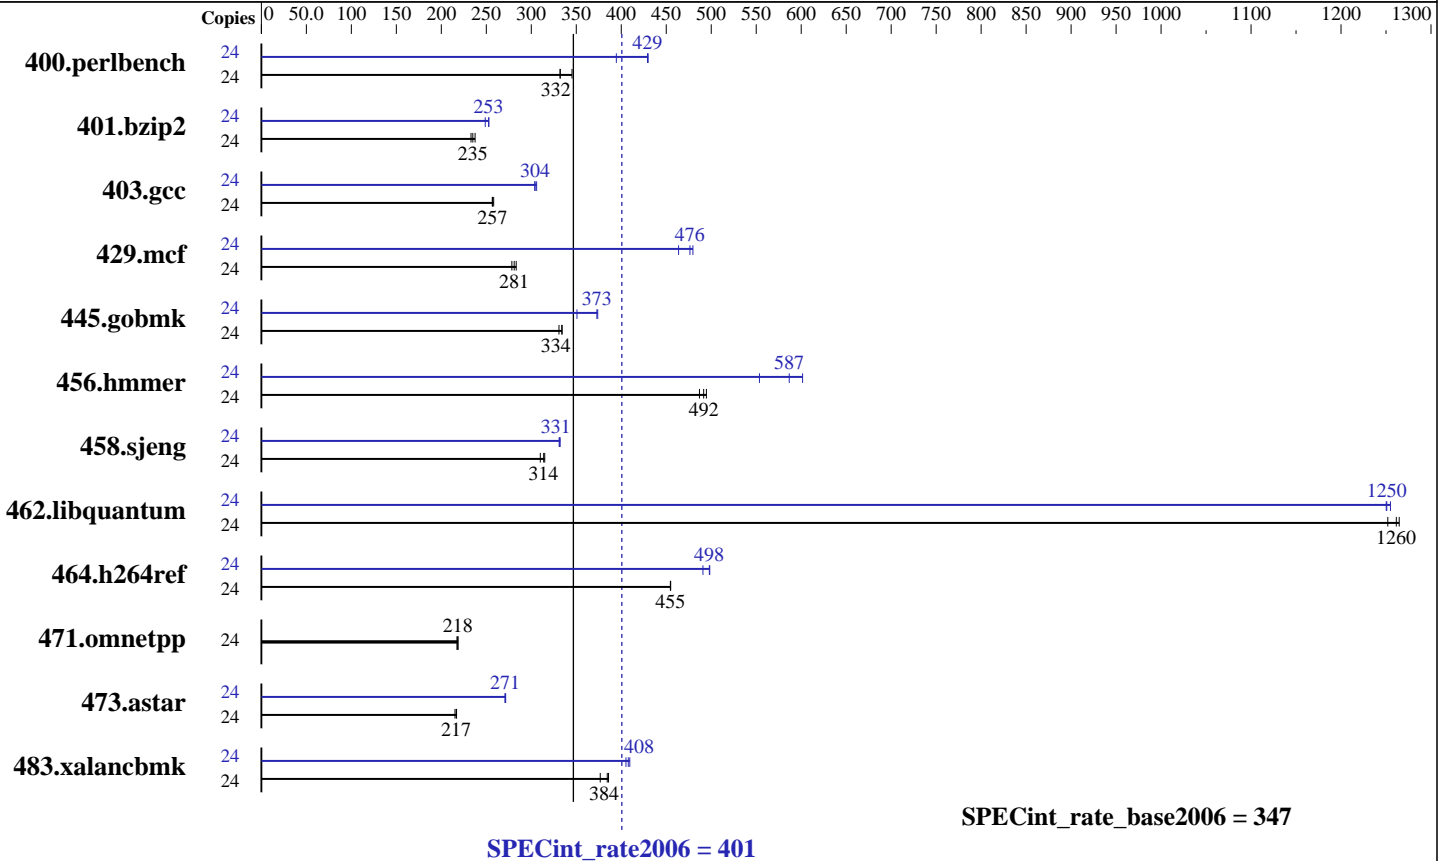 Copies 0 50.0 100 150 200 250 300 350 400 450 500 550 600 650 700 750 800 850 900 950 1000 1100 1200 1300
24 429
400.perlbench
24 332
24 253
401.bzip2
24 235
24 304
403.gcc
24 257
24 476
429.mcf
24 281
24 373
445.gobmk
24 334
24 587
456.hmmer
24 492
24 331
458.sjeng
24 314
24 1250
462.libquantum
24 1260
24 498
464.h264ref
24 455
218
471.omnetpp 24
24 271
473.astar
24 217
24 408
483.xalancbmk
24 384
SPECint_rate_base2006 = 347
SPECint_rate2006 = 401